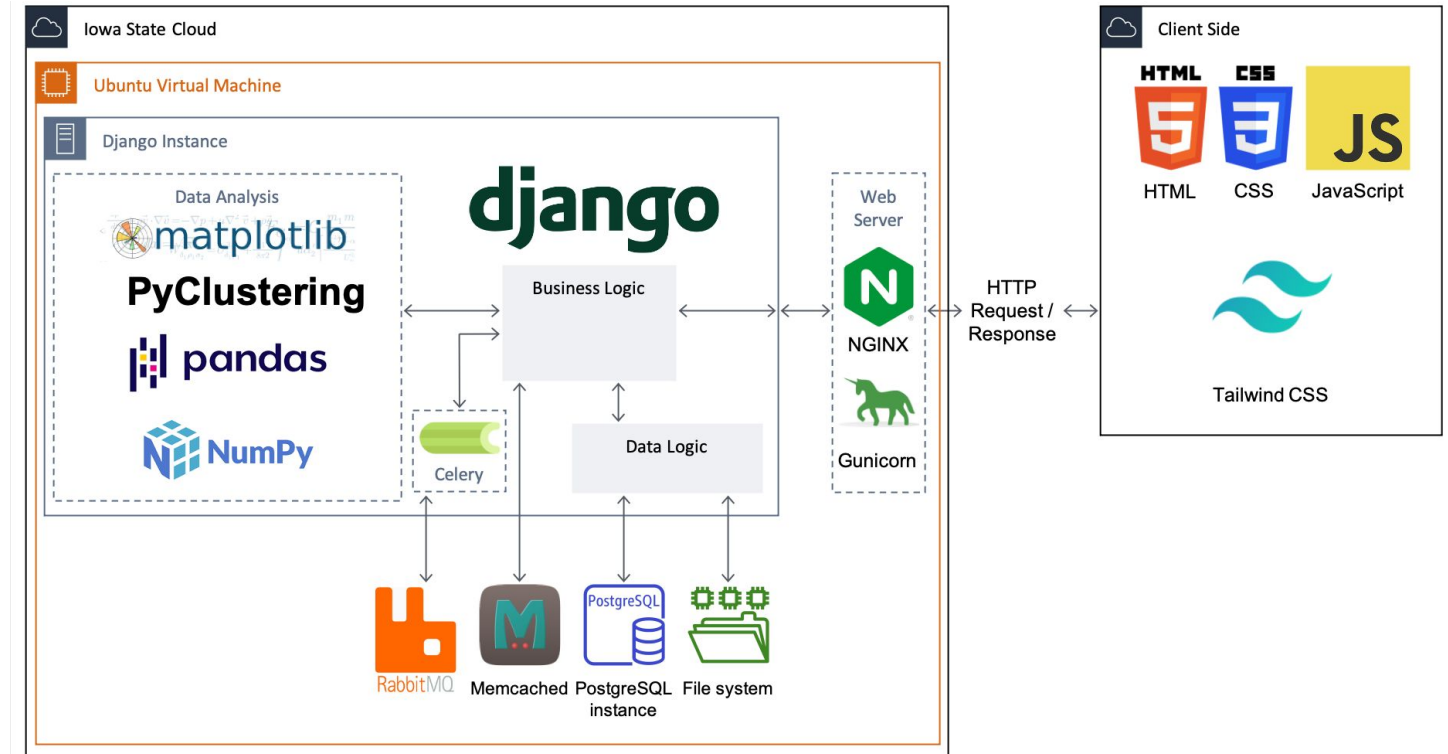 Iowa State Cloud
Ubuntu Virtual Machine
Django Instance
Data Analysis
matplotlib
PyClustering
pandas
NumPy
django
Business Logic
Data Logic
Celery
Web
Server
N
NGINX
Gunicorn
HTTP
Request /
Response
Client Side
HTML
CSS
JS
HTML
CSS
JavaScript
Tailwind CSS
RabbitMQ
M
Memcached
PostgreSQL
PostgreSQL
instance
File system